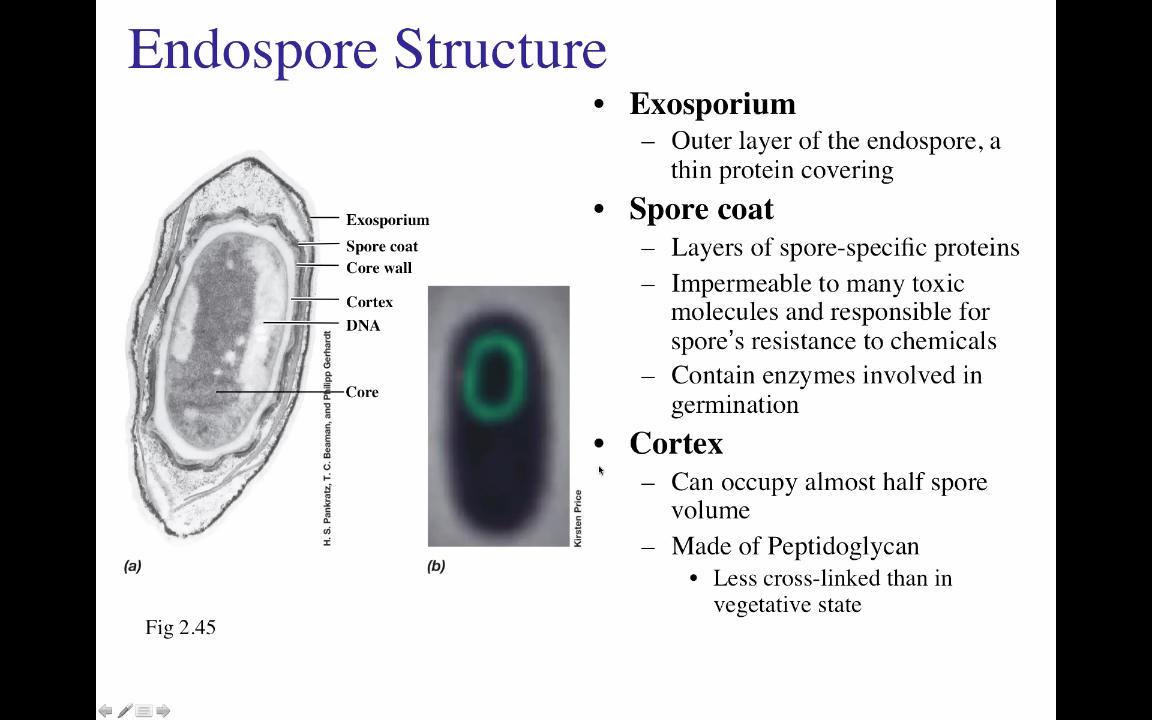 Endospore Structure
• Exosporium
– Outer layer of the endospore, a
thin protein covering
• Spore coat
– Layers of spore-specific proteins
– Impermeable to many toxic
molecules and responsible for
spore’s resistance to chemicals
– Contain enzymes involved in
germination
• Cortex
– Can occupy almost half spore
volume
– Made of Peptidoglycan
• Less cross-linked than in
vegetative state
Exosporium
Spore coat
Core wall
Cortex
DNA
Core
H. S. Pankratz, T. C. Beaman, and Philipp Gerhardt
Kirsten Price
(a)
(b)
Fig 2.45